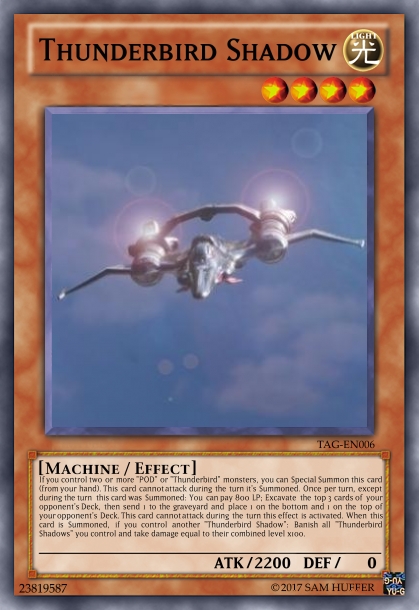 THUNDERBIRD SHADOW
LIGHT
光
TAG-EN006
[MACHINE / EFFECT]
If you control two or more "POD" or "Thunderbird" monsters, you can Special Summon this card
(from your hand). This card cannot attack during the turn it's Summoned. Once per turn, except
during the turn this card was Summoned: You can pay 800 LP; Excavate the top 3 cards of your
opponent's Deck, then send 1 to the graveyard and place 1 on the bottom and 1 on the top of
your opponent's Deck. This card cannot attack during the turn this effect is activated. When this
card is Summoned, if you control another "Thunderbird Shadow": Banish all "Thunderbird
Shadows" you control and take damage equal to their combined level x100.
ATK/2200 DEF/ 0
23819587
©2017 SAM HUFFER
YU-G